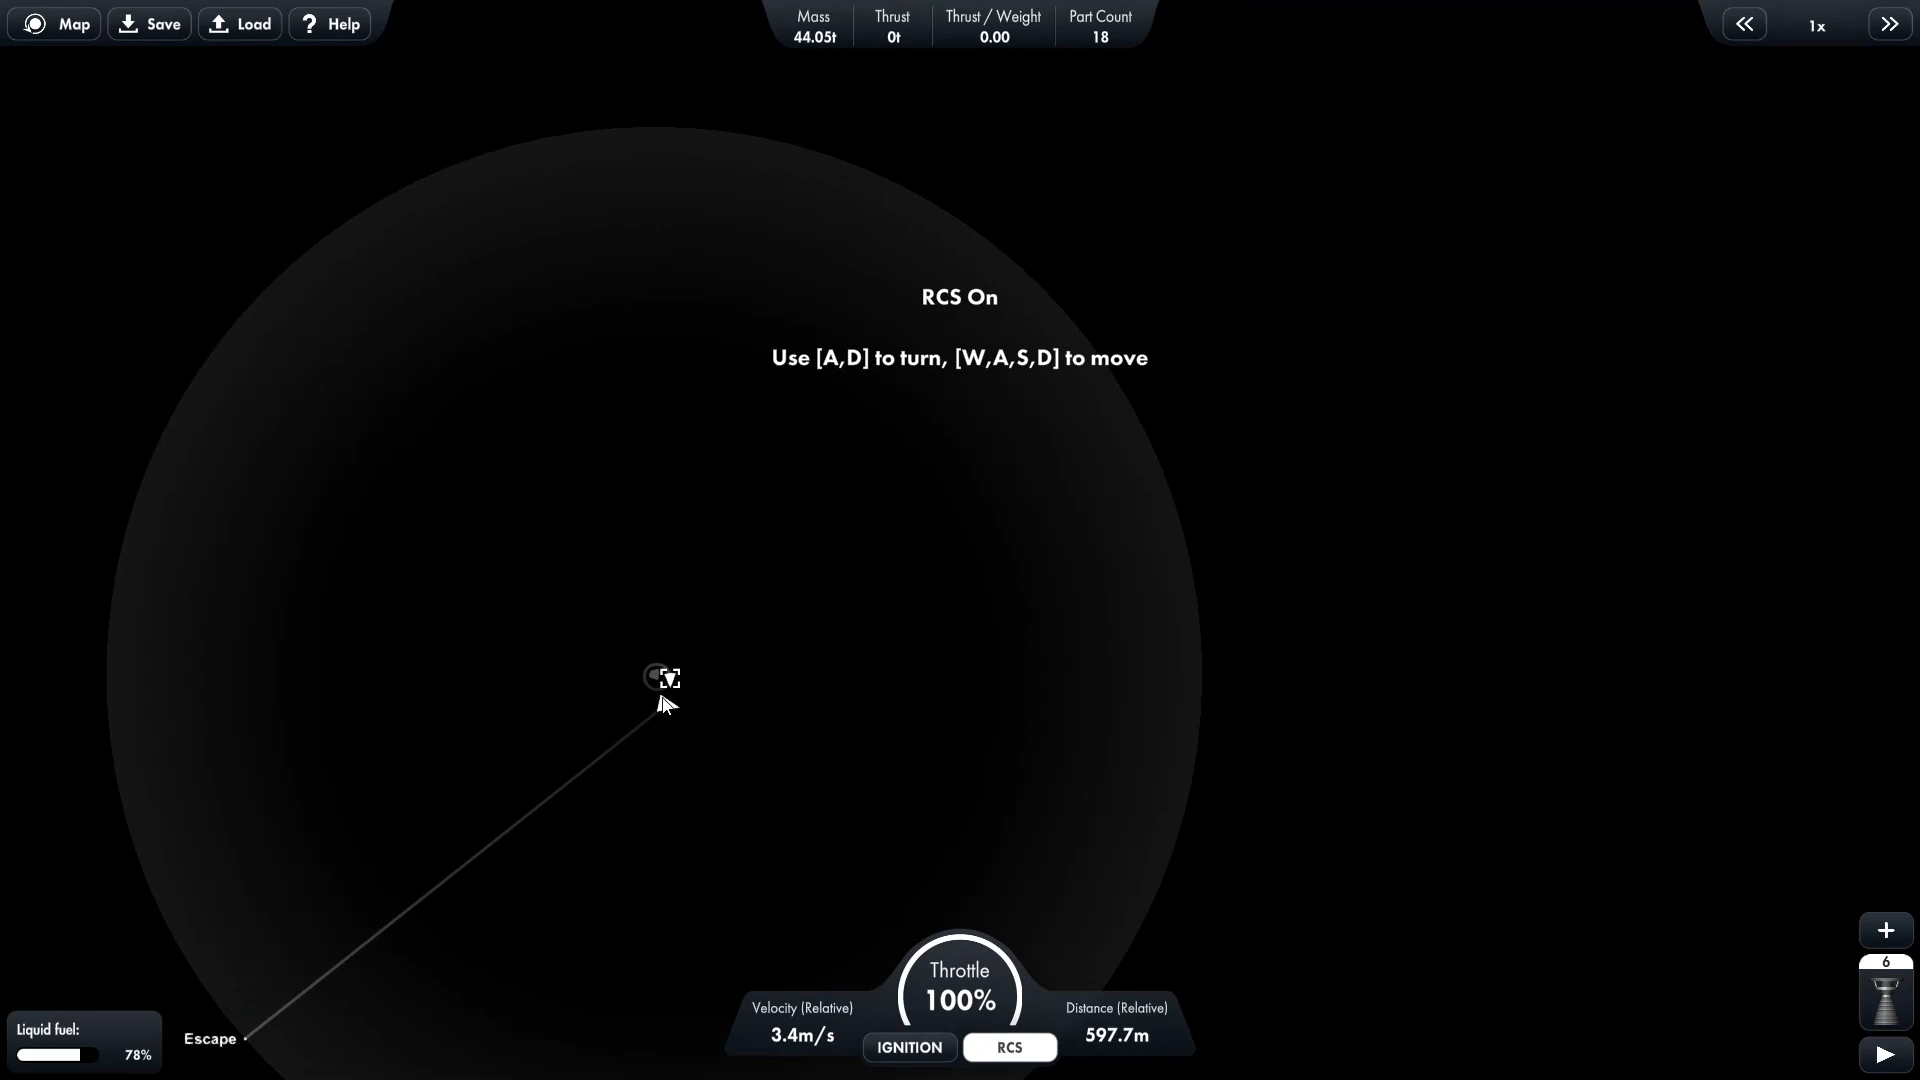 Map
Save
Load
? Help
Mass
44.05t
Thrust
0t
Thrust / Weight
0.00
Part Count
18
1x
RCS On
Use [A,D] to turn, [W,A,S,D] to move
Escape
Liquid fuel:
78%
Throttle
100%
Velocity (Relative)
3.4m/s
Distance (Relative)
597.7m
IGNITION
RCS
+
6